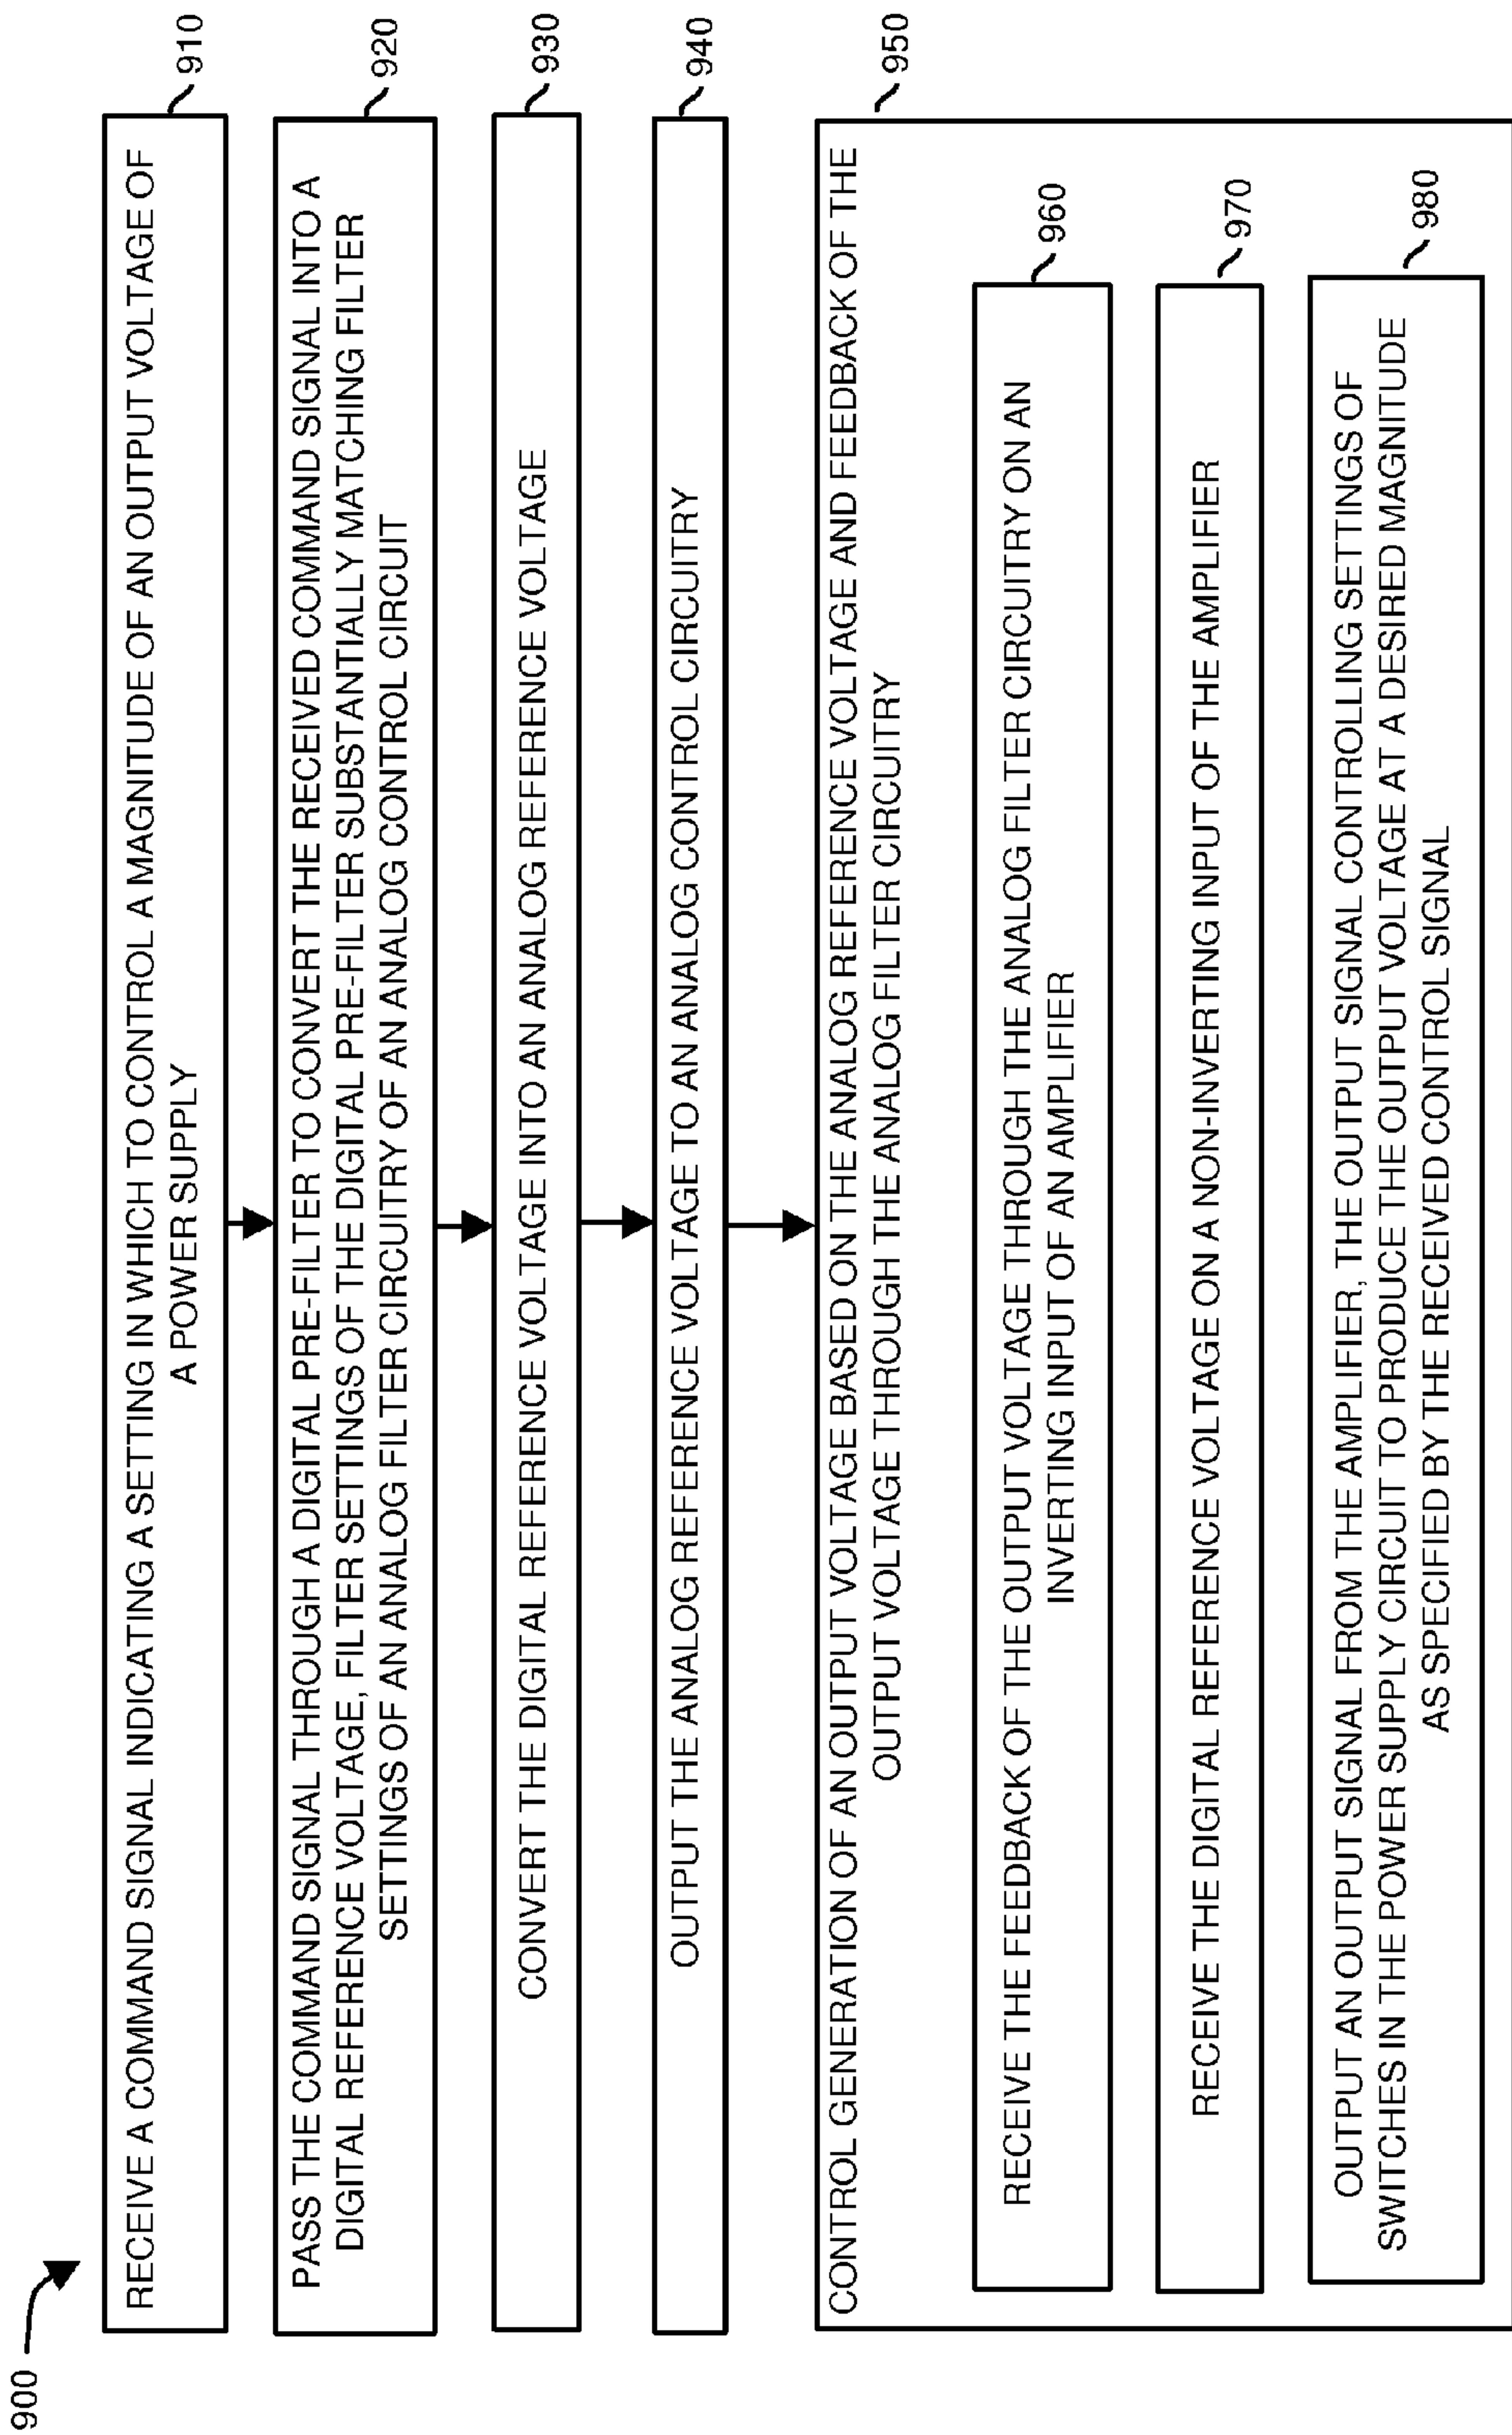 900
RECEIVE A COMMAND SIGNAL INDICATING A SETTING IN WHICH TO CONTROL A MAGNITUDE OF AN OUTPUT VOLTAGE OF
A POWER SUPPLY
910
PASS THE COMMAND SIGNAL THROUGH A DIGITAL PRE-FILTER TO CONVERT THE RECEIVED COMMAND SIGNAL INTO A
DIGITAL REFERENCE VOLTAGE, FILTER SETTINGS OF THE DIGITAL PRE-FILTER SUBSTANTIALLY MATCHING FILTER
SETTINGS OF AN ANALOG FILTER CIRCUITRY OF AN ANALOG CONTROL CIRCUIT
920
CONVERT THE DIGITAL REFERENCE VOLTAGE INTO AN ANALOG REFERENCE VOLTAGE
930
OUTPUT THE ANALOG REFERENCE VOLTAGE TO AN ANALOG CONTROL CIRCUITRY
940
CONTROL GENERATION OF AN OUTPUT VOLTAGE BASED ON THE ANALOG REFERENCE VOLTAGE AND FEEDBACK OF THE
OUTPUT VOLTAGE THROUGH THE ANALOG FILTER CIRCUITRY
950
RECEIVE THE FEEDBACK OF THE OUTPUT VOLTAGE THROUGH THE ANALOG FILTER CIRCUITRY ON AN
INVERTING INPUT OF AN AMPLIFIER
960
RECEIVE THE DIGITAL REFERENCE VOLTAGE ON A NON-INVERTING INPUT OF THE AMPLIFIER
970
OUTPUT AN OUTPUT SIGNAL FROM THE AMPLIFIER, THE OUTPUT SIGNAL CONTROLLING SETTINGS OF
SWITCHES IN THE POWER SUPPLY CIRCUIT TO PRODUCE THE OUTPUT VOLTAGE AT A DESIRED MAGNITUDE
AS SPECIFIED BY THE RECEIVED CONTROL SIGNAL
980